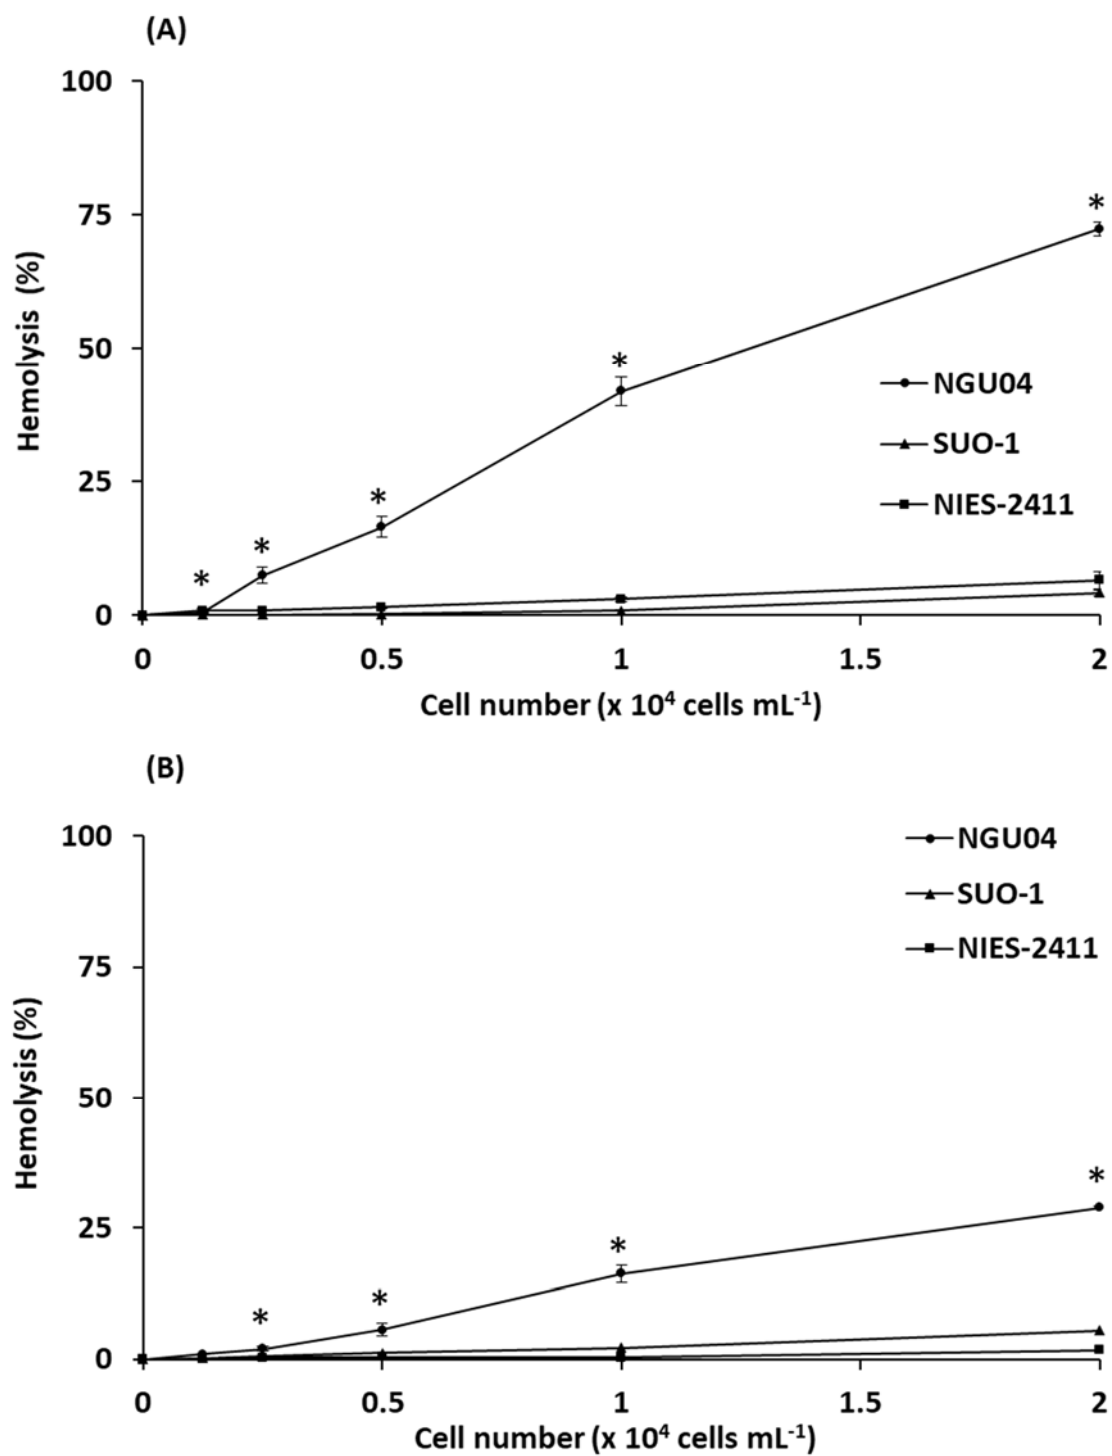 (A)
100
75
50
25
0
Hemolysis (%)
*
*
*
*
*
NGU04
SUO-1
NIES-2411
0
0.5
1
1.5
2
Cell number (x 10⁴ cells mL⁻¹)
(B)
100
75
50
25
0
Hemolysis (%)
NGU04
SUO-1
NIES-2411
*
*
*
*
0
0.5
1
1.5
2
Cell number (x 10⁴ cells mL⁻¹)